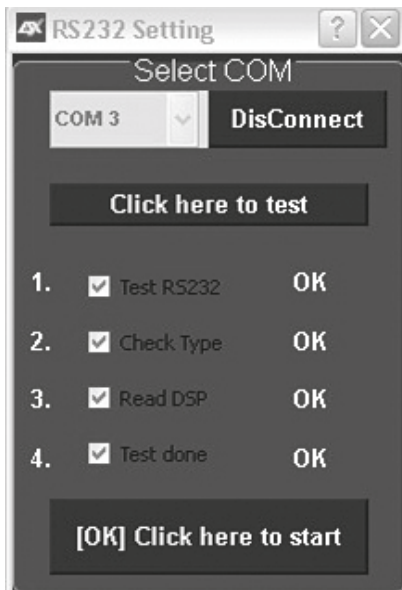 RS232 Setting
Select COM
COM 3 DisConnect
Click here to test
1. Test RS232 OK
2. Check Type OK
3. Read DSP OK
4. Test done OK
[OK] Click here to start